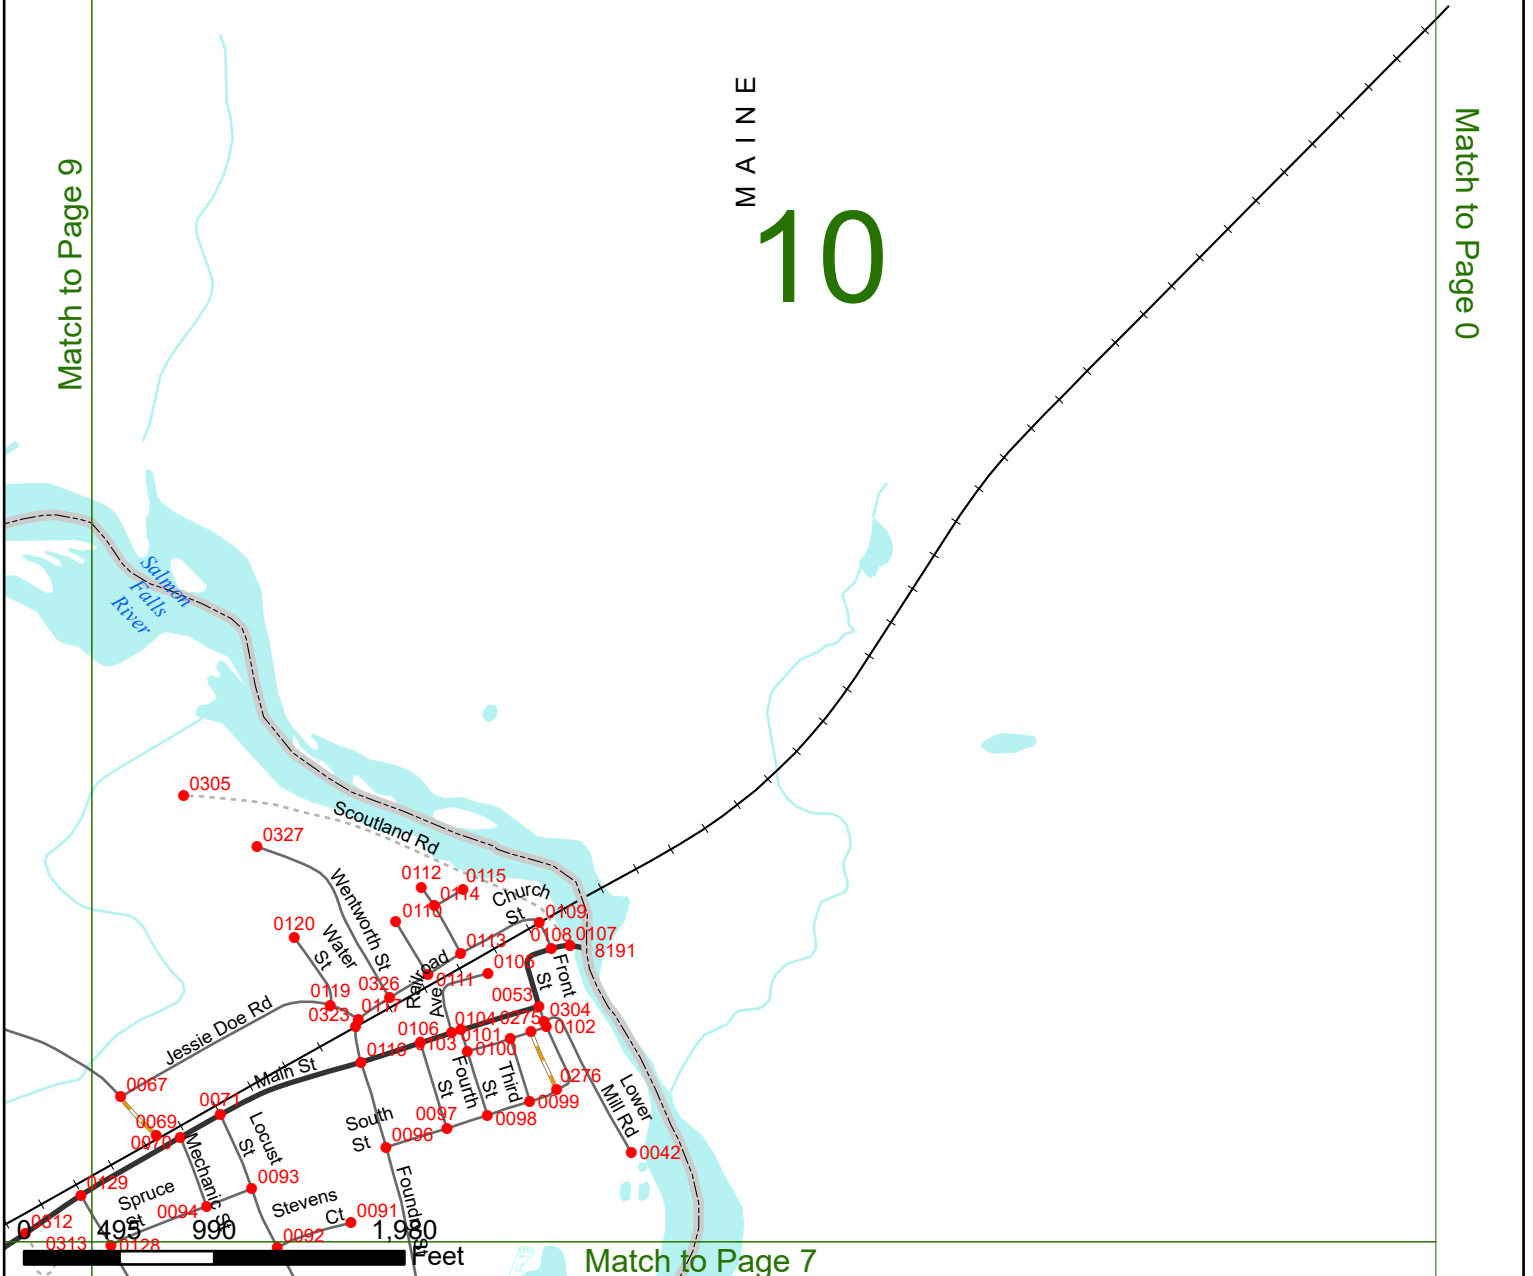 MAINE
10
Match to Page 9
Match to Page 0
Salmon
Falls
River
0305
Scoutland Rd
0327
0112
0115
0114
Church
St
0110
0109
Wentworth St
0120
Water
St
0108
0107
8191
0113
Railroad
Ave
0111
0105
Front
St
0326
0119
0117
0323
0053
0304
0275
0102
0104
0106
0101
0103
0100
Jessie Doe Rd
0116
Main St
Fourth
St
Third
St
0276
Lower
Mill Rd
0067
0071
0099
0069
0070
Locust
St
South
St
0097
0098
0096
0042
Mechanic St
0129
0093
Foundry St
Spruce
St
0094
Stevens
Ct
0091
0312
0313
0128
0092
0 495 990 1,980
Feet
Match to Page 7